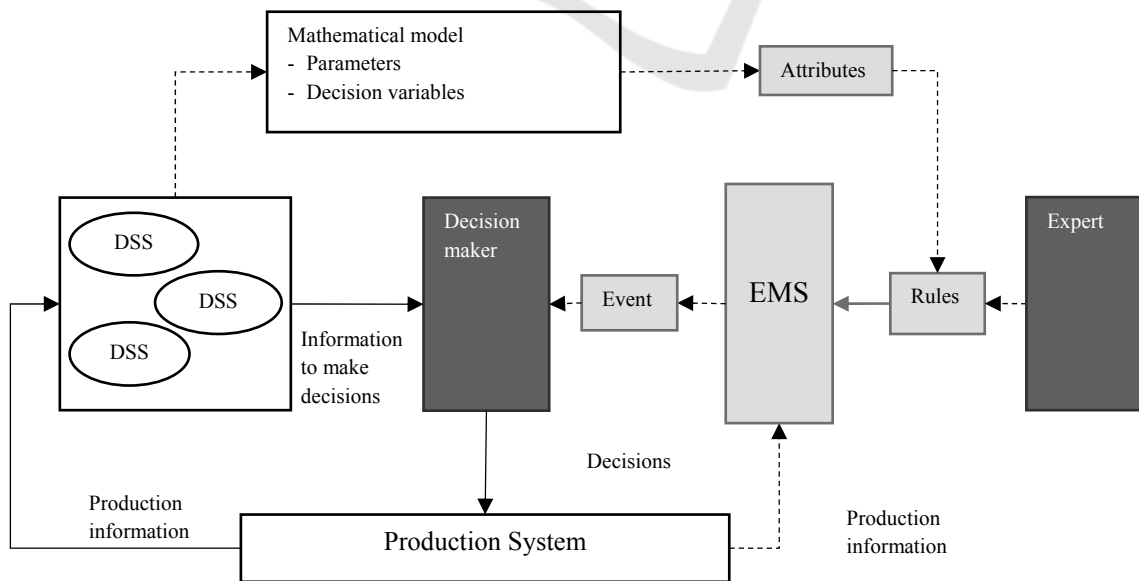 Mathematical model
- Parameters
- Decision variables
Attributes
DSS
DSS
DSS
Information
to make
decisions
Decision
maker
Event
EMS
Rules
Expert
Decisions
Production
information
Production System
Production
information